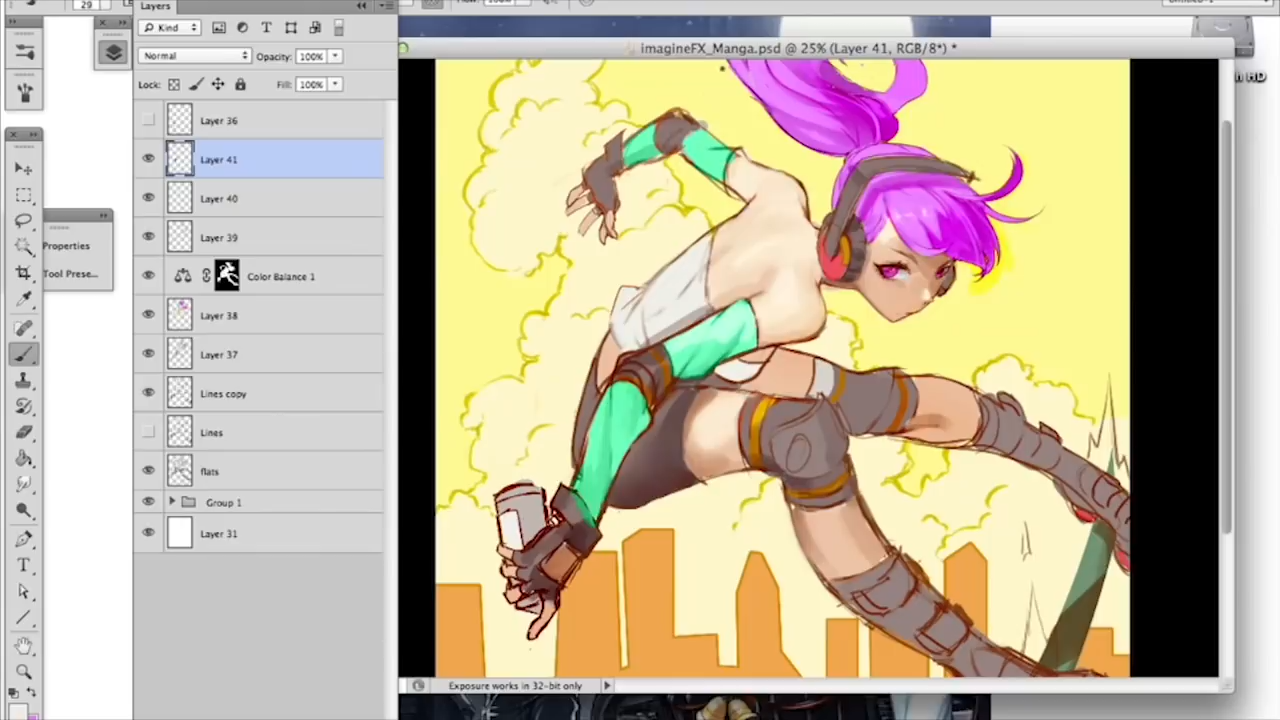 29
Layers
Kind
Normal
Opacity: 100%
Lock:
Fill: 100%
Layer 36
Layer 41
Layer 40
Layer 39
Color Balance 1
Layer 38
Layer 37
Lines copy
Lines
flats
Group 1
Layer 31
Properties
Tool Prese...
imagineFX_Manga.psd @ 25% (Layer 41, RGB/8*) *
h HD
Exposure works in 32-bit only